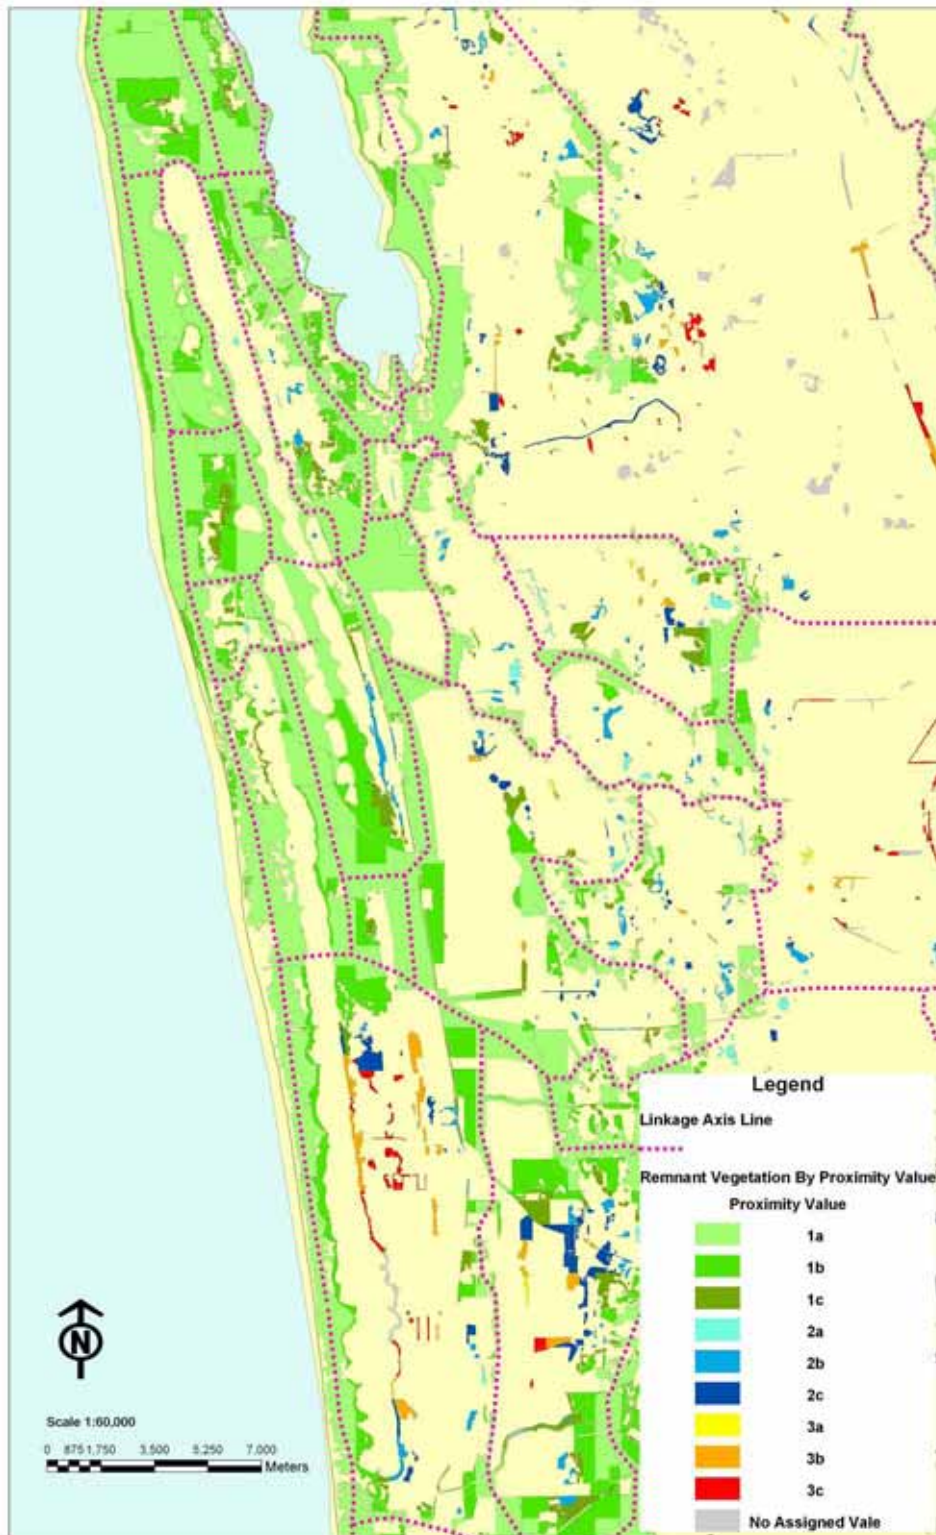 Legend
Linkage Axis Line
Remnant Vegetation By Proximity Value
Proximity Value
1a
1b
1c
2a
2b
2c
3a
3b
3c
No Assigned Vale
N
Scale 1:60,000
0 875 1,750 3,500 5,250 7,000
Meters